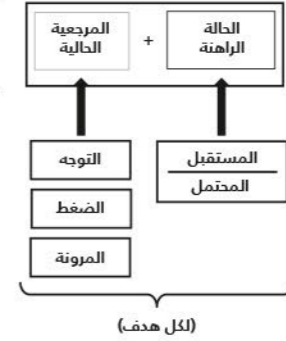 الحالة
الراهنة
+
المرجعية
الحالية
المستقبل
المحتمل
التوجه
الضغط
المرونة
(لكل هدف)